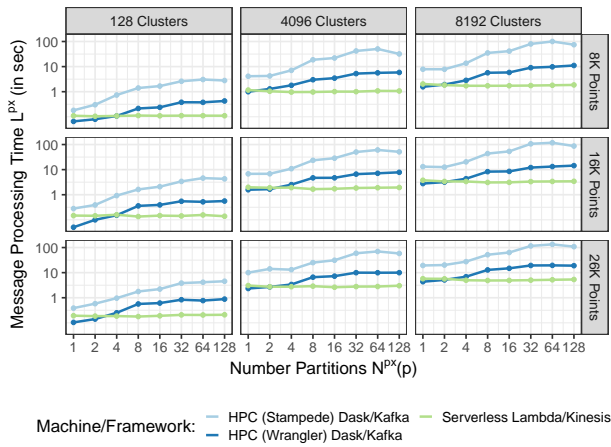 128 Clusters 4096 Clusters 8192 Clusters
Message Processing Time L^px (in sec)
100
10
1
8K Points
100
10
1
16K Points
100
10
1
26K Points
1 2 4 8 16 32 64 128 1 2 4 8 16 32 64 128 1 2 4 8 16 32 64 128
Number Partitions N^px(p)
Machine/Framework: HPC (Stampede) Dask/Kafka Serverless Lambda/Kinesis
HPC (Wrangler) Dask/Kafka